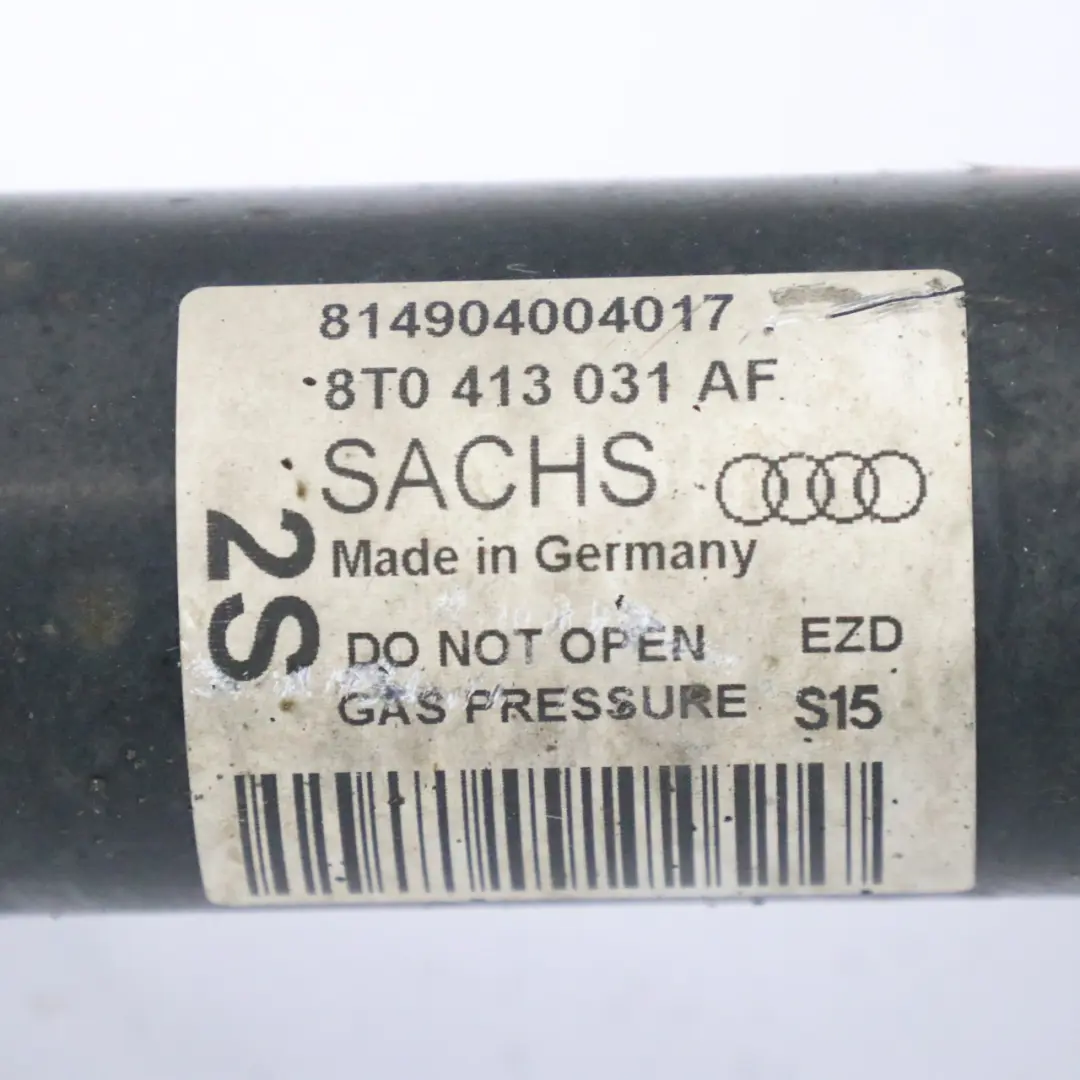 814904004017
8T0 413 031 AF
SACHS
2S
Made in Germany
DO NOT OPEN EZD
GAS PRESSURE S15